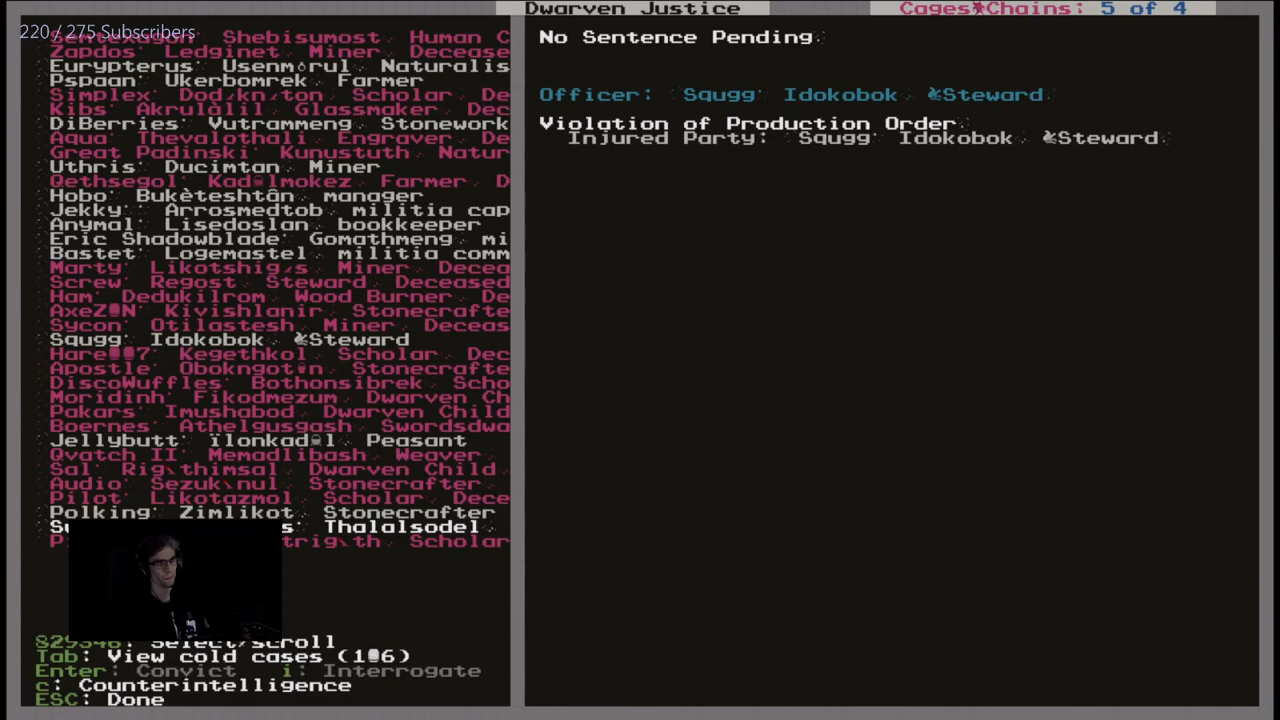 Dwarven Justice
Cages Chains: 5 of 4
220 / 275 Subscribers
Shebisumost Human C
Zapdos Ledginet Miner Decease
Eurypterus Naturalis
Pspaan Ukerbomrek Farmer
Simplex Scholar De
Kibs Akrulàlil Glassmaker Dec
DiBerries Vutrammeng Stonework
Aqua Thevalothali Engraver De
Great Padinski Kunustuth Natur
Uthris Ducimtan Miner
Qethsegol Farmer D
Hobo Bukèteshtân manager
Jekky Arrosmedtob militia cap
Anymal Lisedoslan bookkeeper
Eric Shadowblade Gomathmeng mi
Bastet Logemastel militia comm
Marty Miner Decea
Screw Regost Steward Deceased
Ham Dedukilrom Wood Burner De
Kivishlanir Stonecrafte
Sycon Otilastesh Miner Deceas
Squgg Idokobok Steward
Kegethkol Scholar Dec
Apostle Stonecrafte
DiscoWuffles Bothonsibrek Scho
Moridinh Fikodmezum Dwarven Ch
Pakars Imushabod Dwarven Child
Boernes Athelgusgash Swordsdwa
Jellybutt Peasant
Qvatch II Memadlibash Weaver
Sal Dwarven Child
Audio Stonecrafter
Pilot Likotazmol Scholar Dece
Polking Zimlikot Stonecrafter
Thalalsodel
Scholar
Select/scroll
Tab: View cold cases
Enter: Convict i: Interrogate
c: Counterintelligence
ESC: Done
No Sentence Pending.
Officer: Squgg Idokobok Steward
Violation of Production Order
Injured Party: Squgg Idokobok Steward